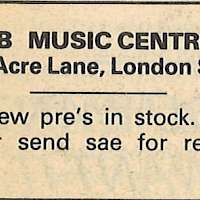 B MUSIC CENTR
Acre Lane, London S
ew pre's in stock.
send sae for re